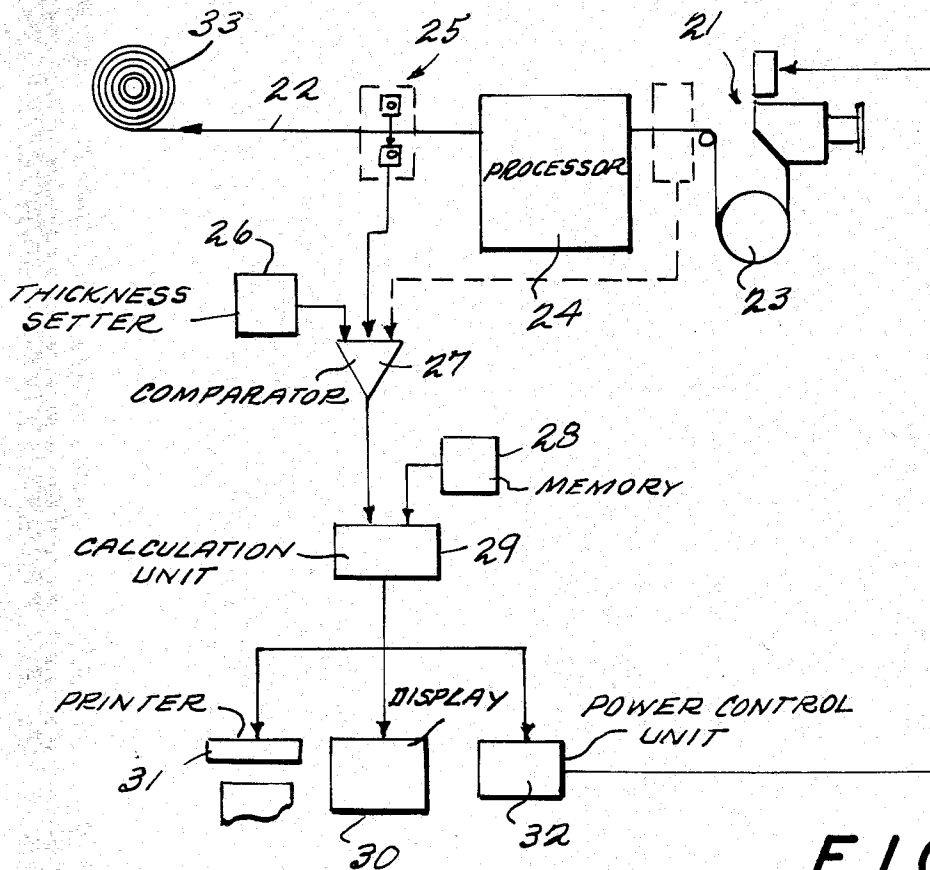 33
25
21
22
PROCESSOR
26
24
23
THICKNESS
SETTER
27
COMPARATOR
28
MEMORY
CALCULATION
UNIT
29
PRINTER
DISPLAY
POWER CONTROL
UNIT
31
30
32
FIG